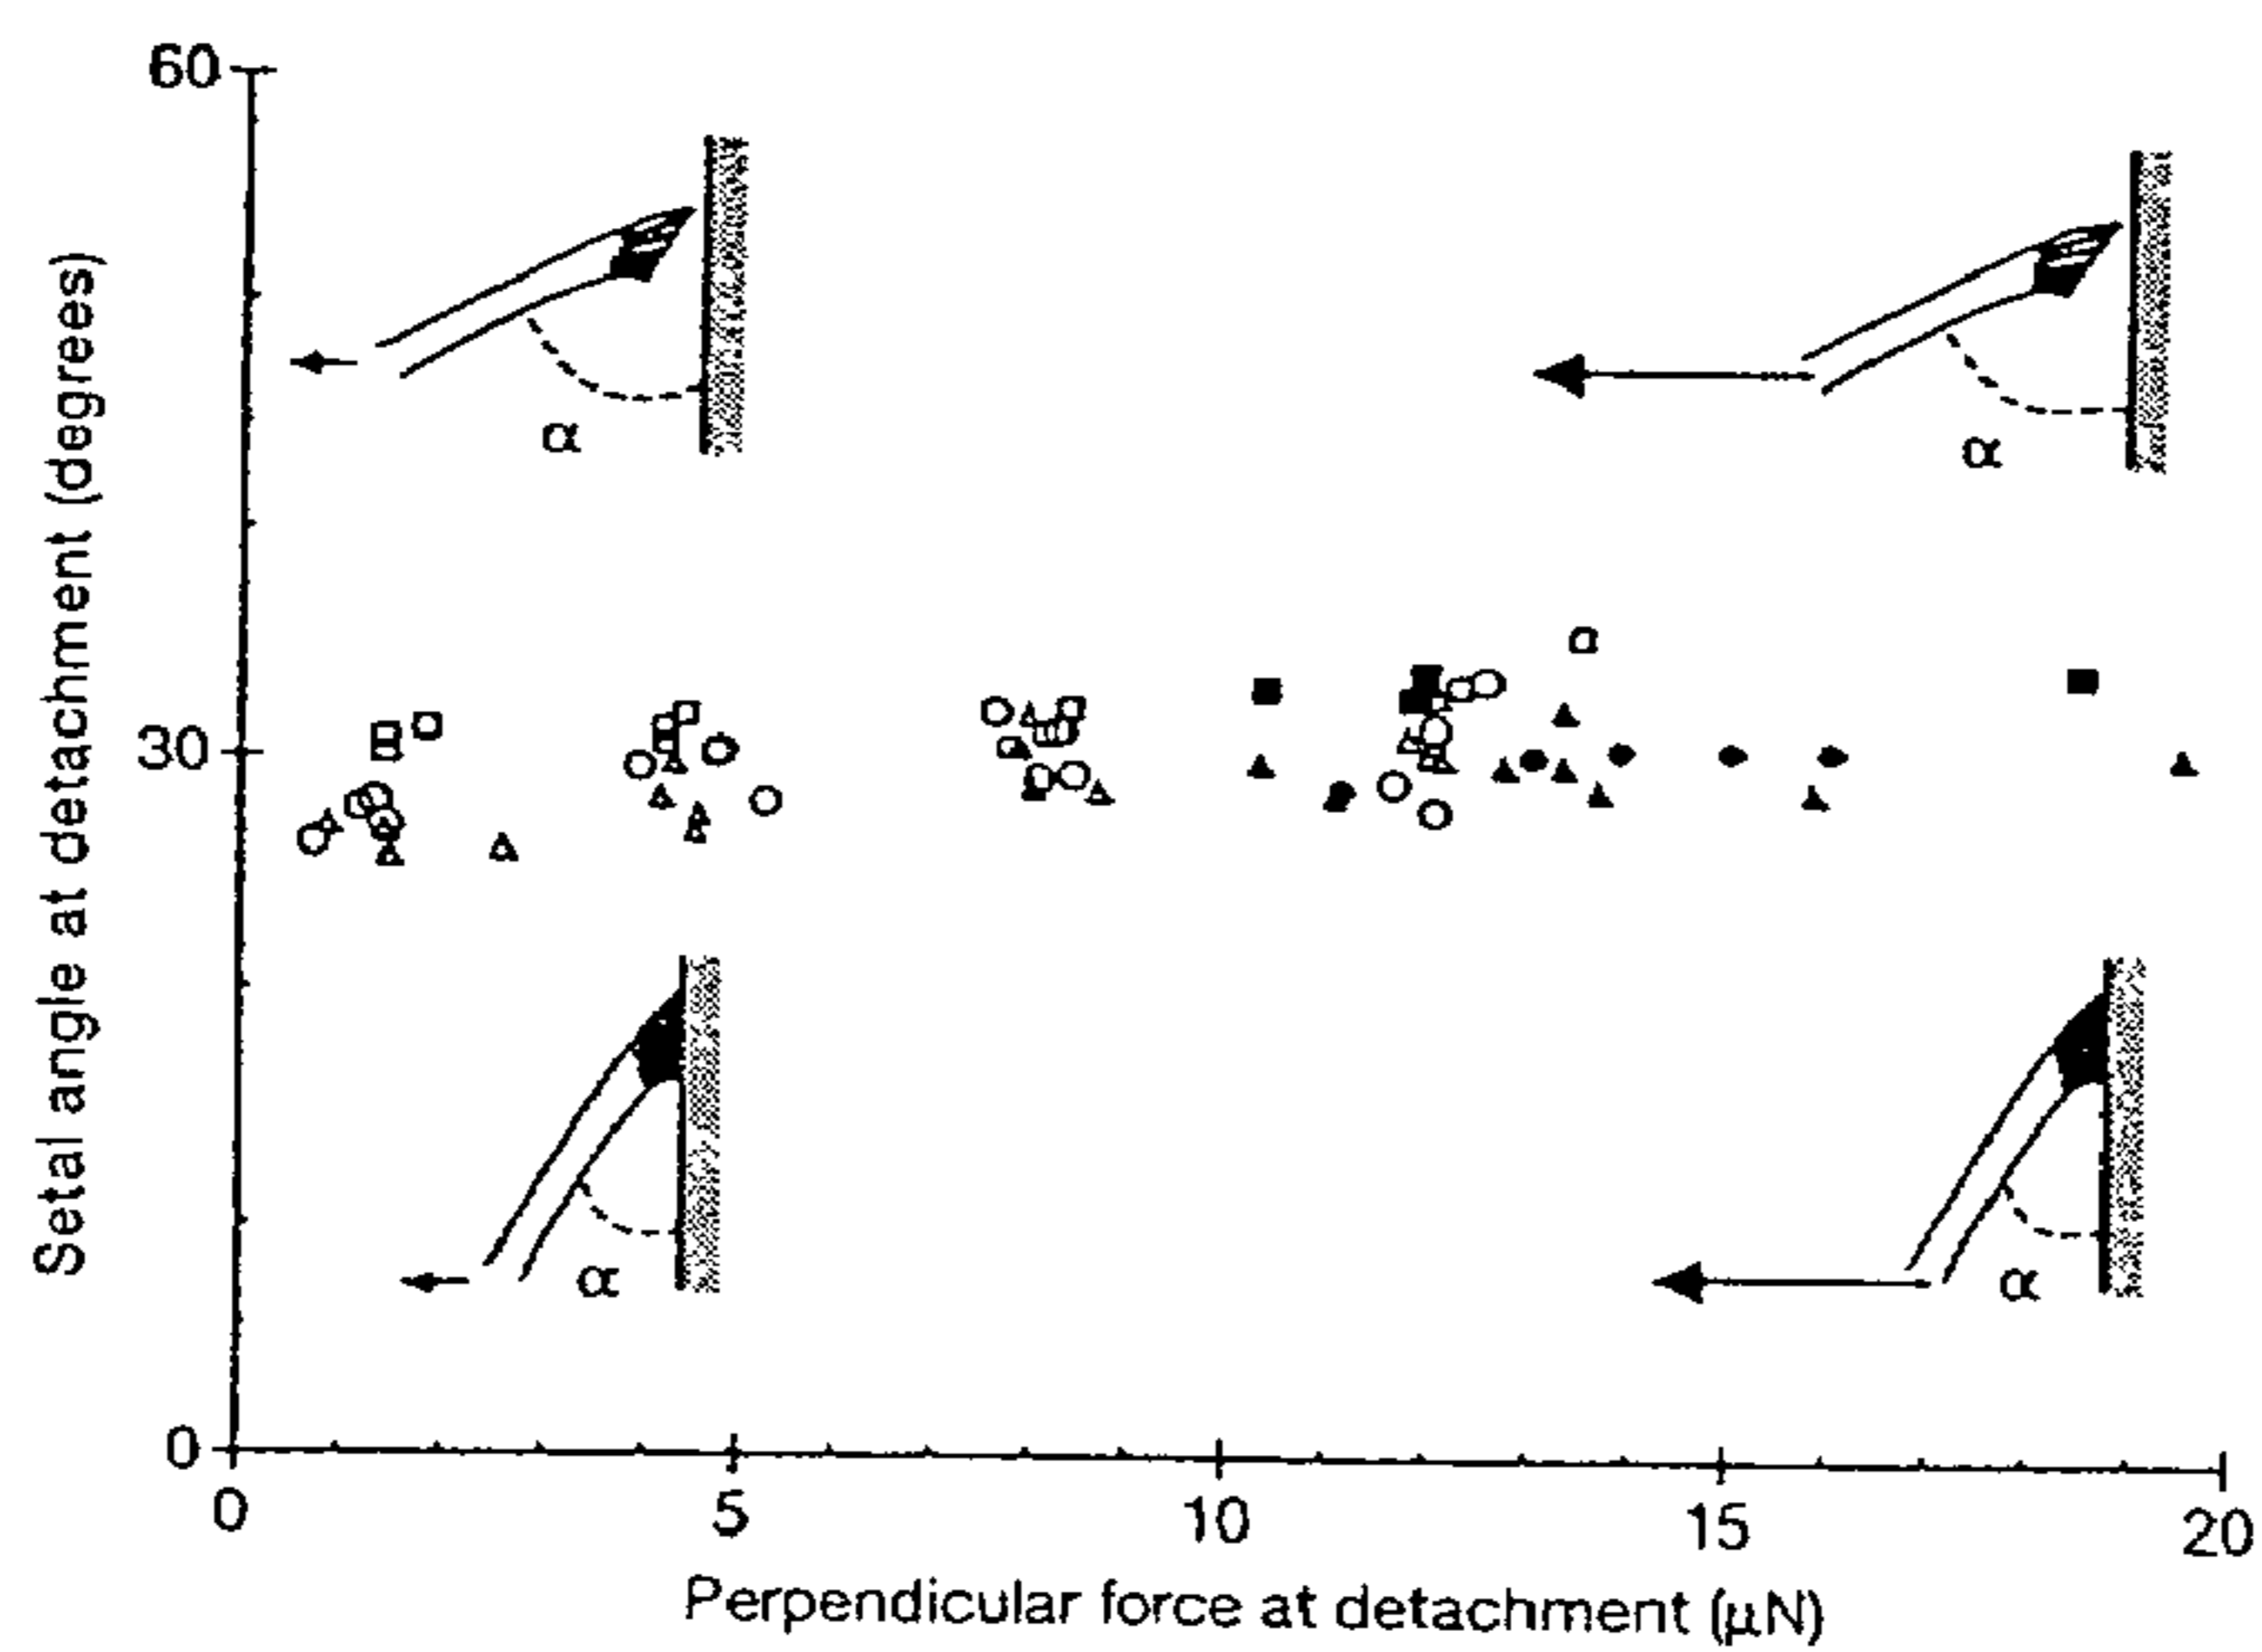 Setal angle at detachment (degrees)
60
30
0
α
α
a
α
α
0
5
10
15
20
Perpendicular force at detachment (μN)